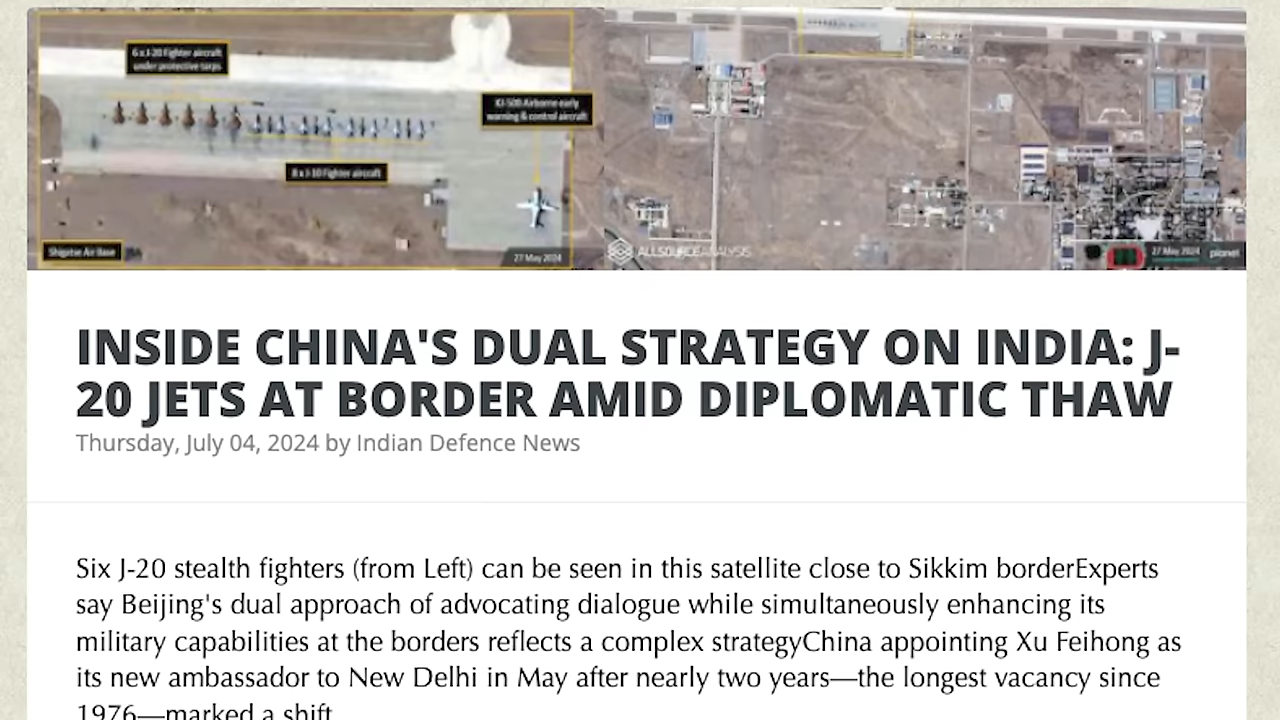 6 x J-20 Fighter aircraft
under protective tarps
KJ-500 Airborne early
warning & control aircraft
8 x J-10 Fighter aircraft
Shigatse Air Base
27 May 2024
ALLSOURCEANALYSIS
27 May 2024
planet
INSIDE CHINA'S DUAL STRATEGY ON INDIA: J-
20 JETS AT BORDER AMID DIPLOMATIC THAW
Thursday, July 04, 2024 by Indian Defence News
Six J-20 stealth fighters (from Left) can be seen in this satellite close to Sikkim borderExperts
say Beijing's dual approach of advocating dialogue while simultaneously enhancing its
military capabilities at the borders reflects a complex strategyChina appointing Xu Feihong as
its new ambassador to New Delhi in May after nearly two years—the longest vacancy since
1976—marked a shift